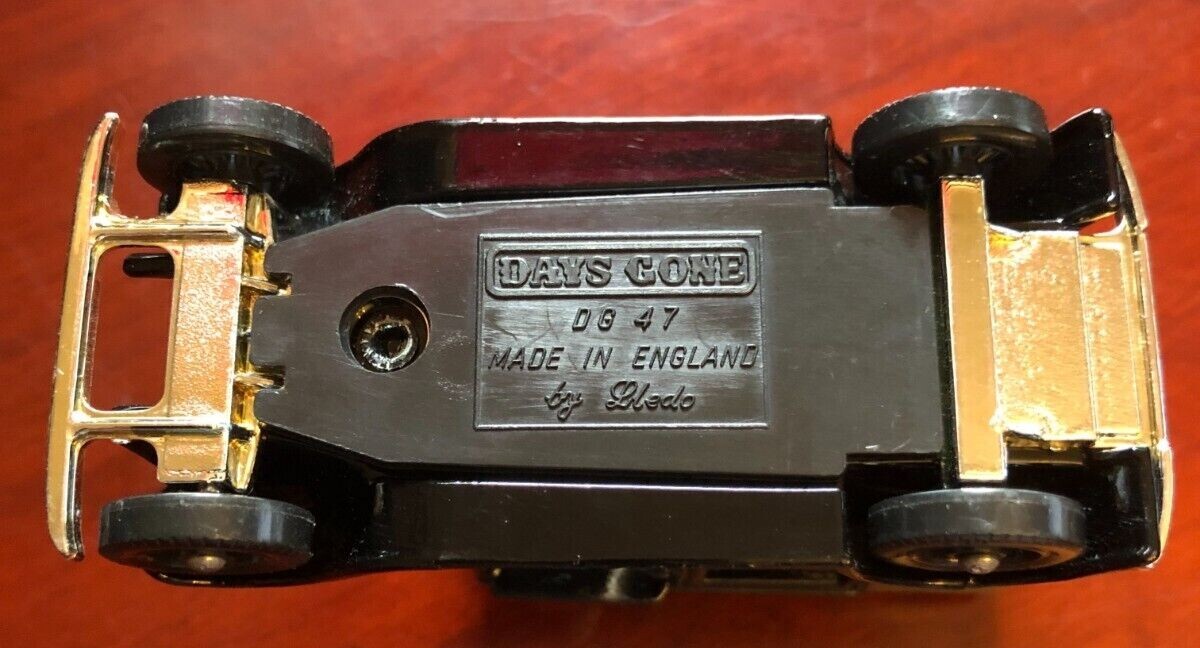 DAYS GONE
DG 47
MADE IN ENGLAND
by Lledo